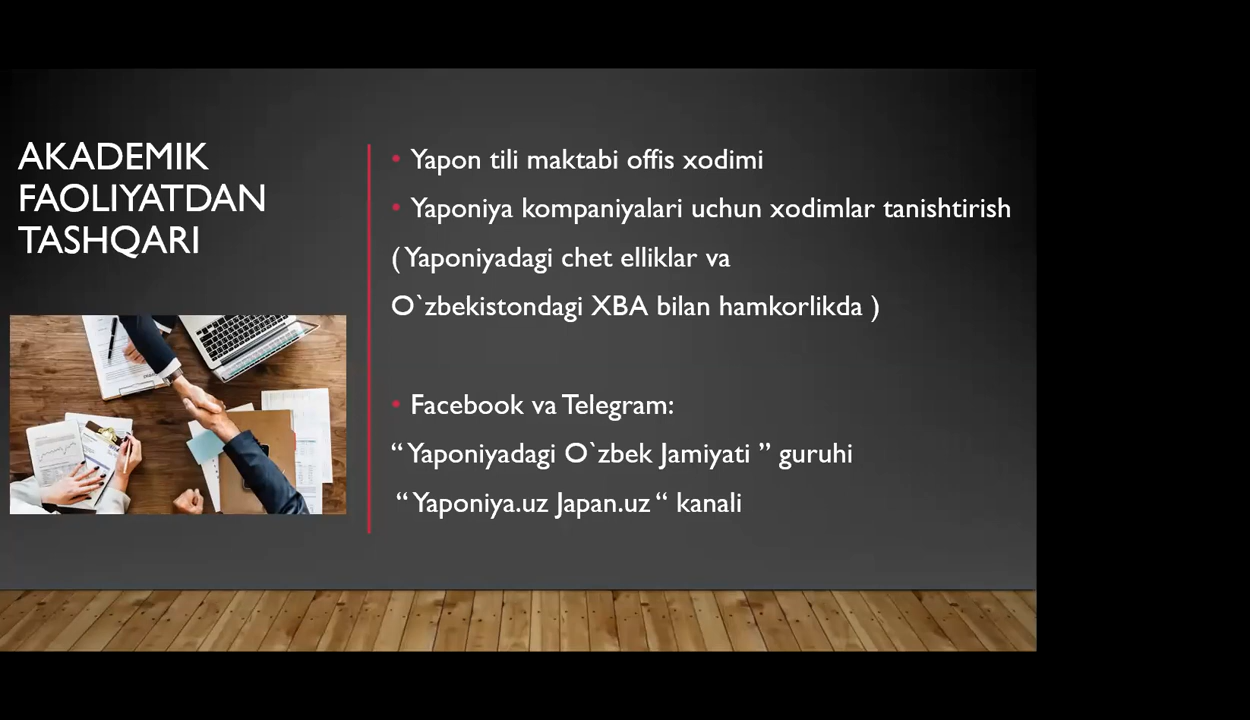 AKADEMIK
FAOLIYATDAN
TASHQARI
• Yapon tili maktabi offis xodimi
• Yaponiya kompaniyalari uchun xodimlar tanishtirish
( Yaponiyadagi chet elliklar va
O`zbekistondagi XBA bilan hamkorlikda )
• Facebook va Telegram:
“ Yaponiyadagi O`zbek Jamiyati ” guruhi
“ Yaponiya.uz Japan.uz “ kanali